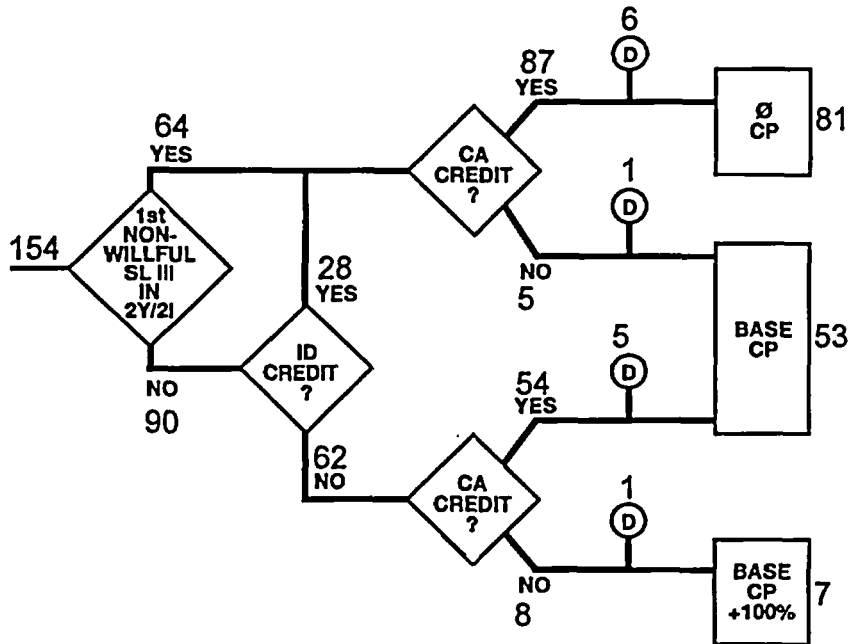 6
D
87
YES
Ø
CP
81
64
YES
CA
CREDIT
?
1
D
154
1st
NON-
WILLFUL
SL III
IN
2Y/2I
28
YES
NO
5
BASE
CP
53
ID
CREDIT
?
5
D
NO
90
54
YES
62
NO
CA
CREDIT
?
1
D
NO
8
BASE
CP
+100%
7